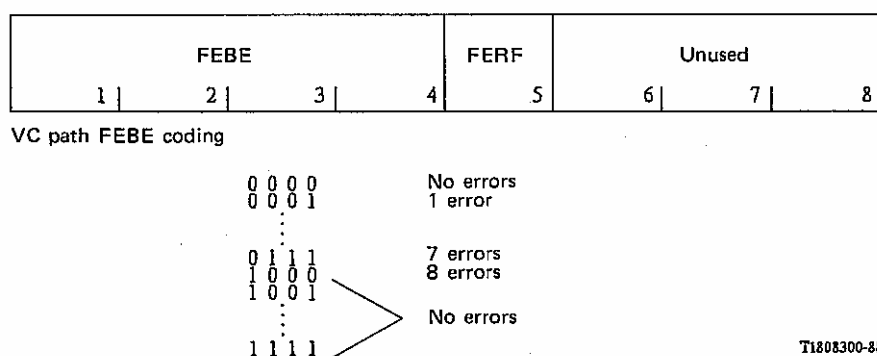 FEBE FERF Unused
1 2 3 4 5 6 7 8
VC path FEBE coding
0 0 0 0 No errors
0 0 0 1 1 error
0 1 1 1 7 errors
1 0 0 0 8 errors
1 0 0 1
No errors
1 1 1 1